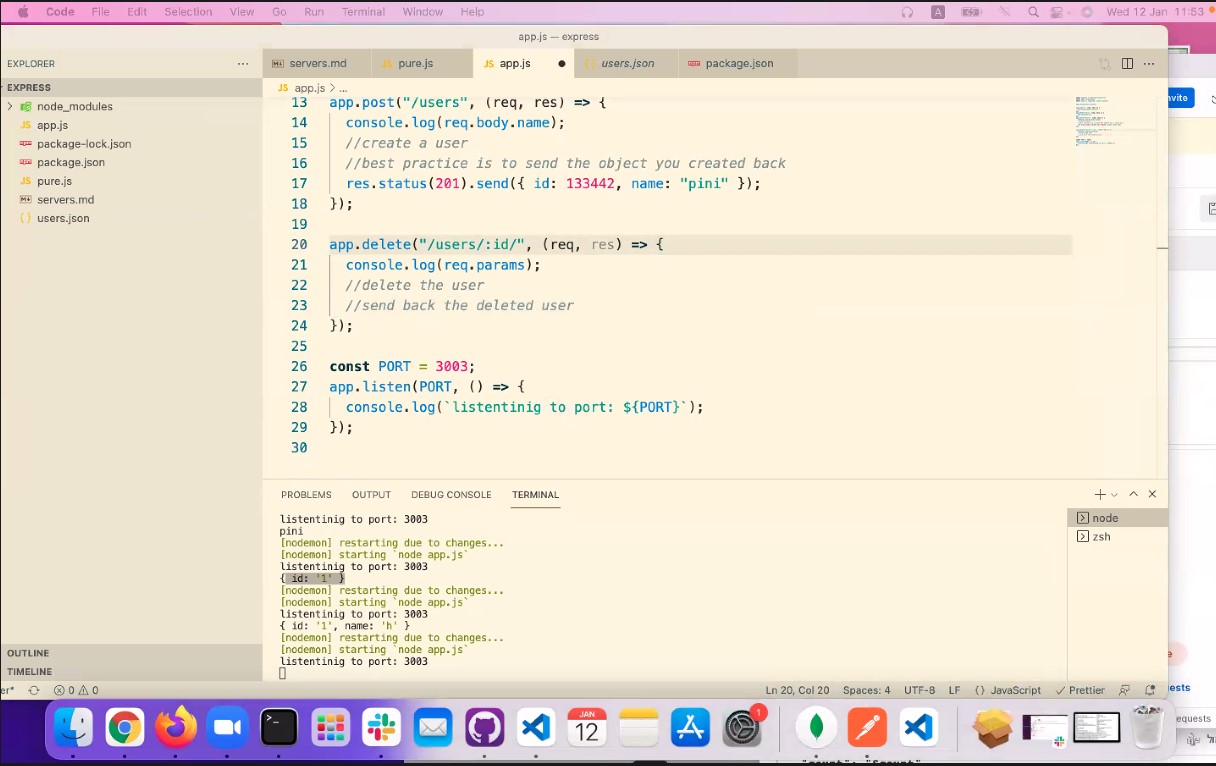 Code File Edit Selection View Go Run Terminal Window Help
A Wed 12 Jan 11:53
app.js — express
EXPLORER
servers.md
JS pure.js
JS app.js
{} users.json
package.json
EXPRESS
node_modules
JS app.js
package-lock.json
package.json
JS pure.js
servers.md
{} users.json
OUTLINE
TIMELINE
JS app.js > ...
13 app.post("/users", (req, res) => {
14 console.log(req.body.name);
15 //create a user
16 //best practice is to send the object you created back
17 res.status(201).send({ id: 133442, name: "pini" });
18 });
19
20 app.delete("/users/:id/", (req, res) => {
21 console.log(req.params);
22 //delete the user
23 //send back the deleted user
24 });
25
26 const PORT = 3003;
27 app.listen(PORT, () => {
28 console.log(`listentinig to port: ${PORT}`);
29 });
30
PROBLEMS OUTPUT DEBUG CONSOLE TERMINAL
listentinig to port: 3003
pini
[nodemon] restarting due to changes...
[nodemon] starting `node app.js`
listentinig to port: 3003
{ id: '1' }
[nodemon] restarting due to changes...
[nodemon] starting `node app.js`
listentinig to port: 3003
{ id: '1', name: 'h' }
[nodemon] restarting due to changes...
[nodemon] starting `node app.js`
listentinig to port: 3003
node
zsh
er* 0 0
Ln 20, Col 20 Spaces: 4 UTF-8 LF {} JavaScript Prettier
nvite
ests
equests
JAN
12
1